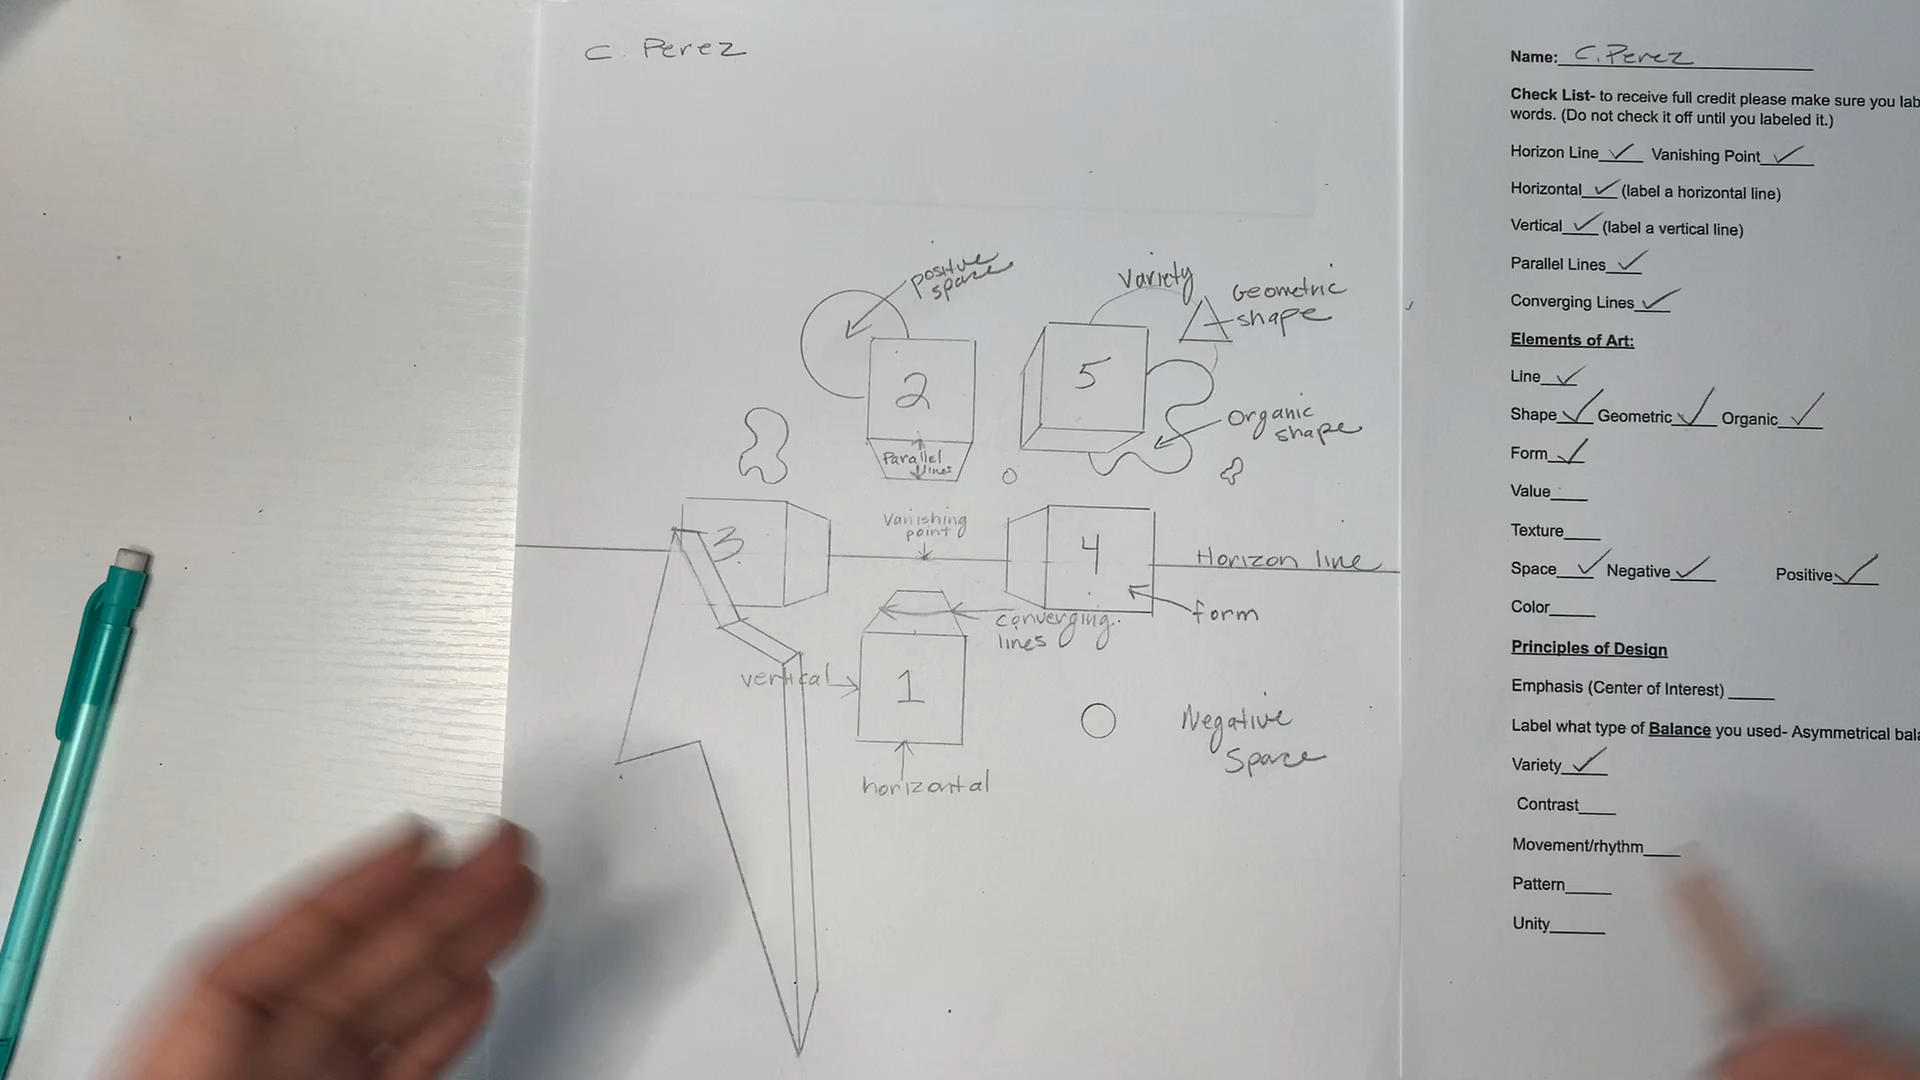 C. Perez
positive
space
Variety
Geometric
shape
2
5
Organic
shape
Parallel
lines
Vanishing
point
3
4
Horizon line
form
converging
lines
vertical
1
Negative
Space
horizontal
Name: C. Perez
Check List- to receive full credit please make sure you lab
words. (Do not check it off until you labeled it.)
Horizon Line Vanishing Point
Horizontal (label a horizontal line)
Vertical (label a vertical line)
Parallel Lines
Converging Lines
Elements of Art:
Line
Shape Geometric Organic
Form
Value
Texture
Space Negative Positive
Color
Principles of Design
Emphasis (Center of Interest)
Label what type of Balance you used- Asymmetrical bala
Variety
Contrast
Movement/rhythm
Pattern
Unity